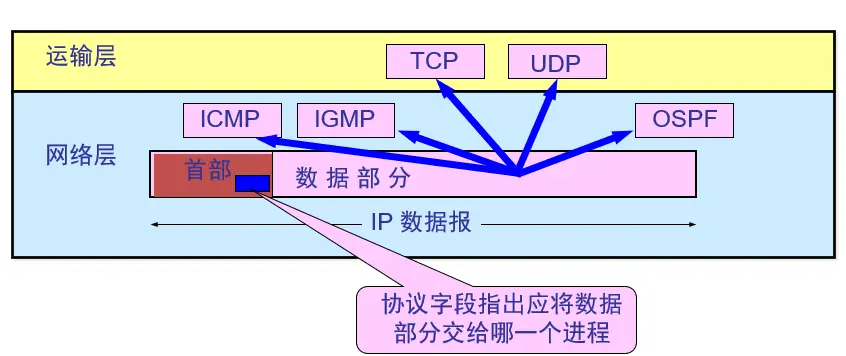 运输层
TCP
UDP
ICMP
IGMP
OSPF
网络层
首部
数据部分
IP 数据报
协议字段指出应将数据
部分交给哪一个进程